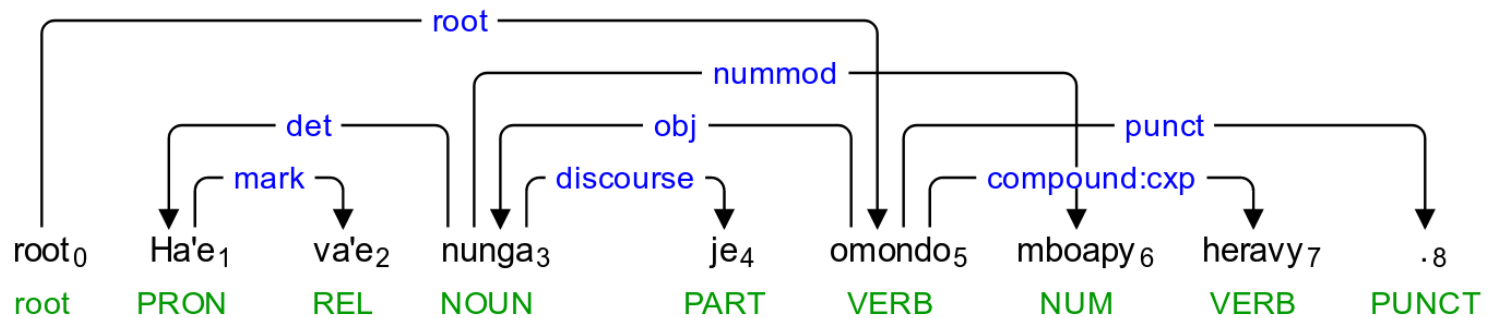 root
nummod
det obj punct
mark discourse compound:cxp
root0 Ha'e1 va'e2 nunga3 je4 omondo5 mboapy6 heravy7 .8
root PRON REL NOUN PART VERB NUM VERB PUNCT